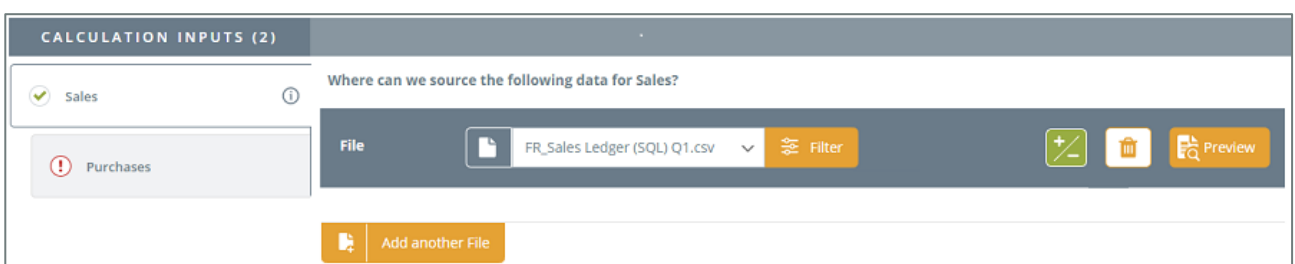 CALCULATION INPUTS (2)
Sales
Purchases
Where can we source the following data for Sales?
File
FR_Sales Ledger (SQL) Q1.csv
Filter
Preview
Add another File